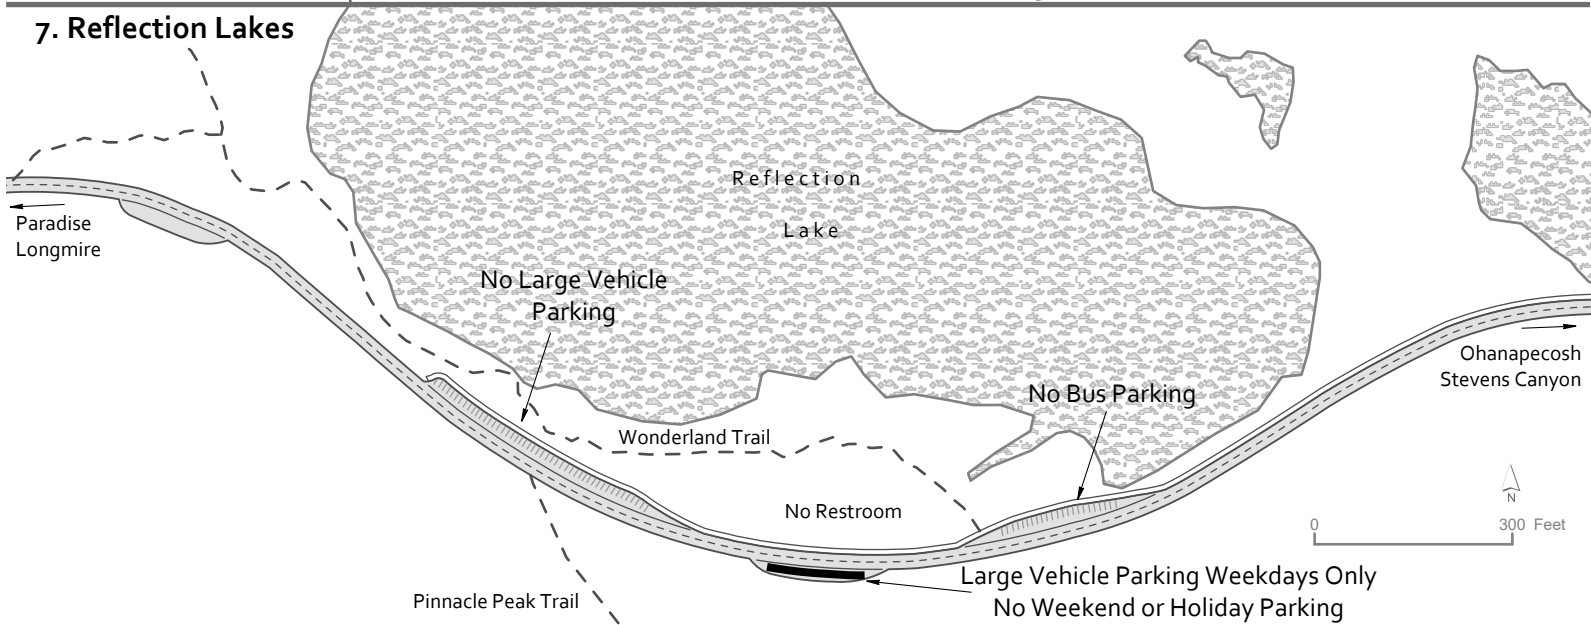 7. Reflection Lakes
Reflection
Lake
Paradise
Longmire
No Large Vehicle
Parking
Ohanapecosh
Stevens Canyon
No Bus Parking
Wonderland Trail
No Restroom
N
0 300 Feet
Large Vehicle Parking Weekdays Only
No Weekend or Holiday Parking
Pinnacle Peak Trail